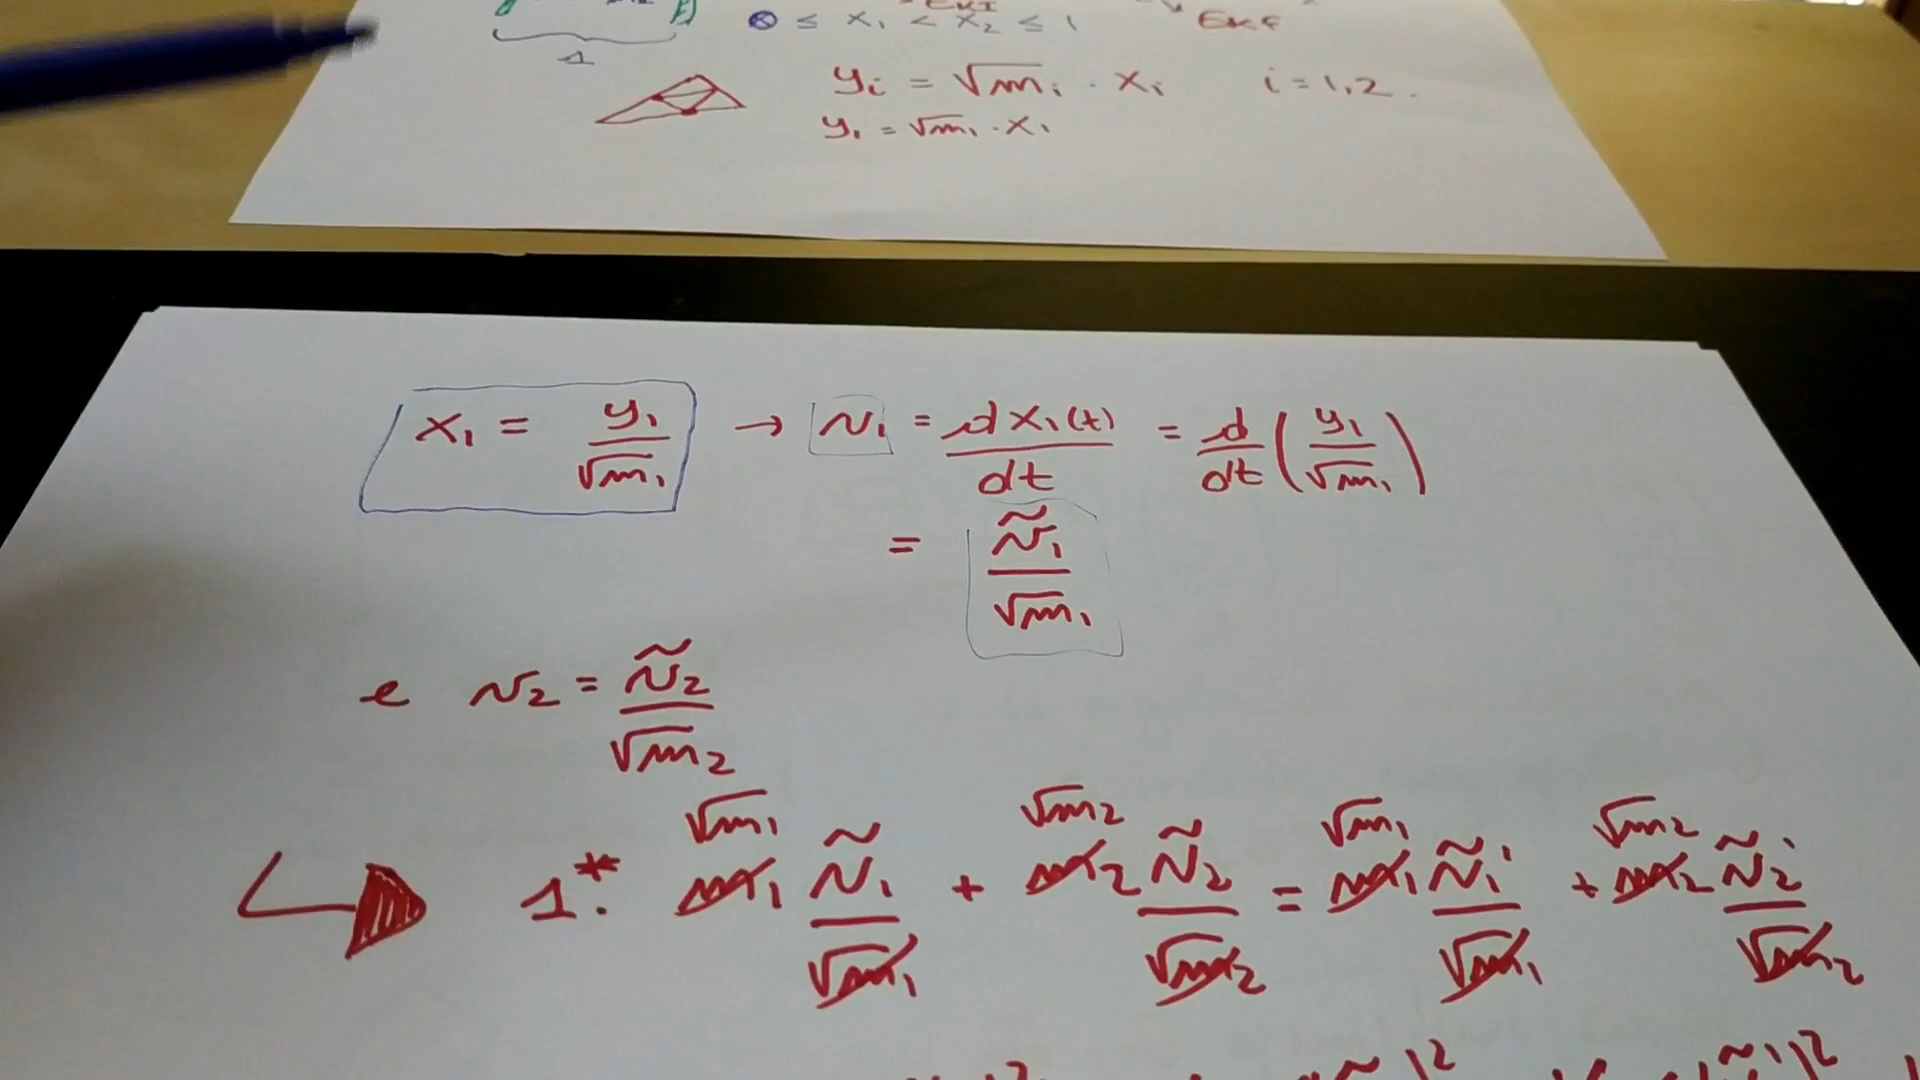 1 ⊗ ≤ x₁ < x₂ ≤ 1
yᵢ = √mᵢ · xᵢ i = 1,2.
y₁ = √m₁ · x₁
x₁ = y₁/√m₁ → v₁ = dx₁(t)/dt = d/dt (y₁/√m₁)
= ṽ₁/√m₁
e v₂ = ṽ₂/√m₂
√m₁ √m₂ √m₁ √m₂
1.* m₁ ṽ₁/√m₁ + m₂ ṽ₂/√m₂ = m₁ ṽ₁'/√m₁ + m₂ ṽ₂'/√m₂